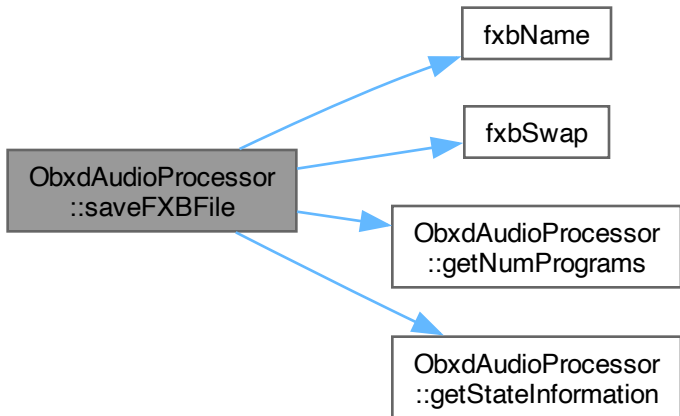 ObxdAudioProcessor
::saveFXBFile
fxbName
fxbSwap
ObxdAudioProcessor
::getNumPrograms
ObxdAudioProcessor
::getStateInformation